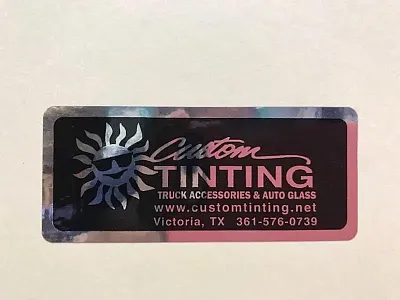 Custom
TINTING
TRUCK ACCESSORIES & AUTO GLASS
www.customtinting.net
Victoria, TX 361-576-0739